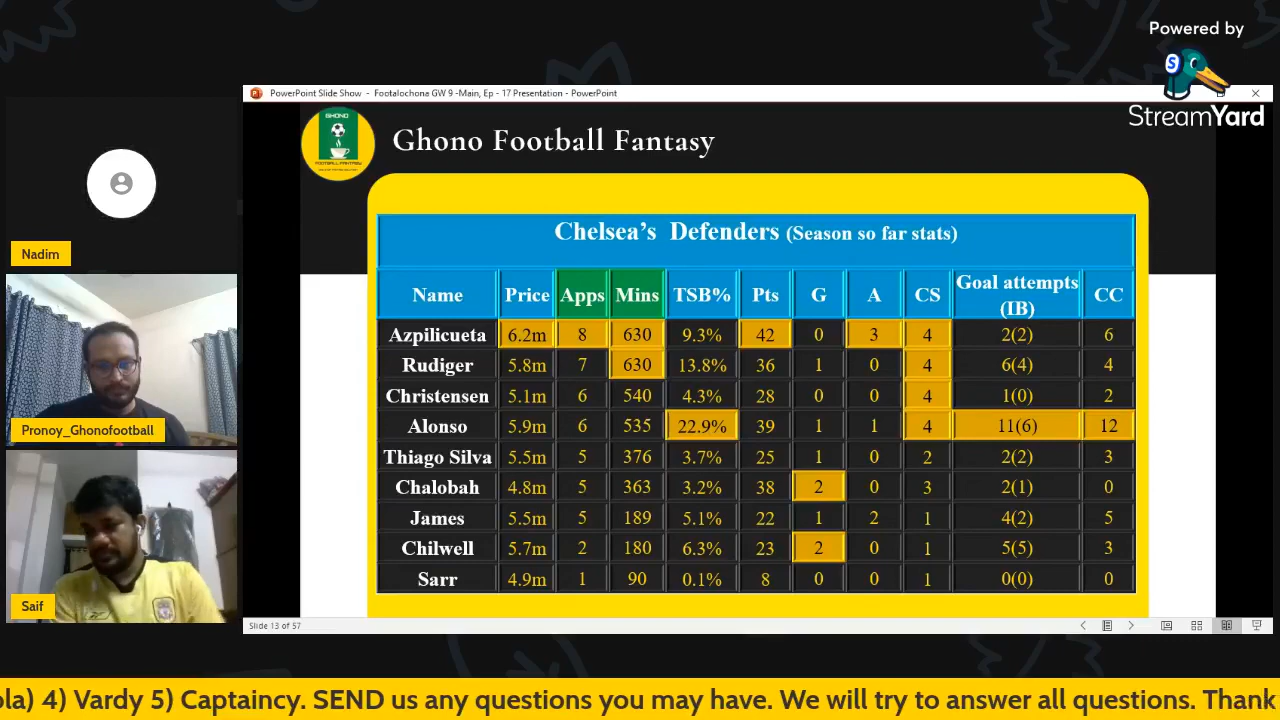 Powered by
StreamYard
PowerPoint Slide Show - Footalochona GW 9 -Main, Ep - 17 Presentation - PowerPoint
GHONO
FOOTBALL FANTASY
Ghono Football Fantasy
Nadim
Pronoy_Ghonofootball
Saif
Chelsea's Defenders (Season so far stats)
Name Price Apps Mins TSB% Pts G A CS Goal attempts (IB) CC
Azpilicueta 6.2m 8 630 9.3% 42 0 3 4 2(2) 6
Rudiger 5.8m 7 630 13.8% 36 1 0 4 6(4) 4
Christensen 5.1m 6 540 4.3% 28 0 0 4 1(0) 2
Alonso 5.9m 6 535 22.9% 39 1 1 4 11(6) 12
Thiago Silva 5.5m 5 376 3.7% 25 1 0 2 2(2) 3
Chalobah 4.8m 5 363 3.2% 38 2 0 3 2(1) 0
James 5.5m 5 189 5.1% 22 1 2 1 4(2) 5
Chilwell 5.7m 2 180 6.3% 23 2 0 1 5(5) 3
Sarr 4.9m 1 90 0.1% 8 0 0 1 0(0) 0
Slide 13 of 57
ola) 4) Vardy 5) Captaincy. SEND us any questions you may have. We will try to answer all questions. Thank